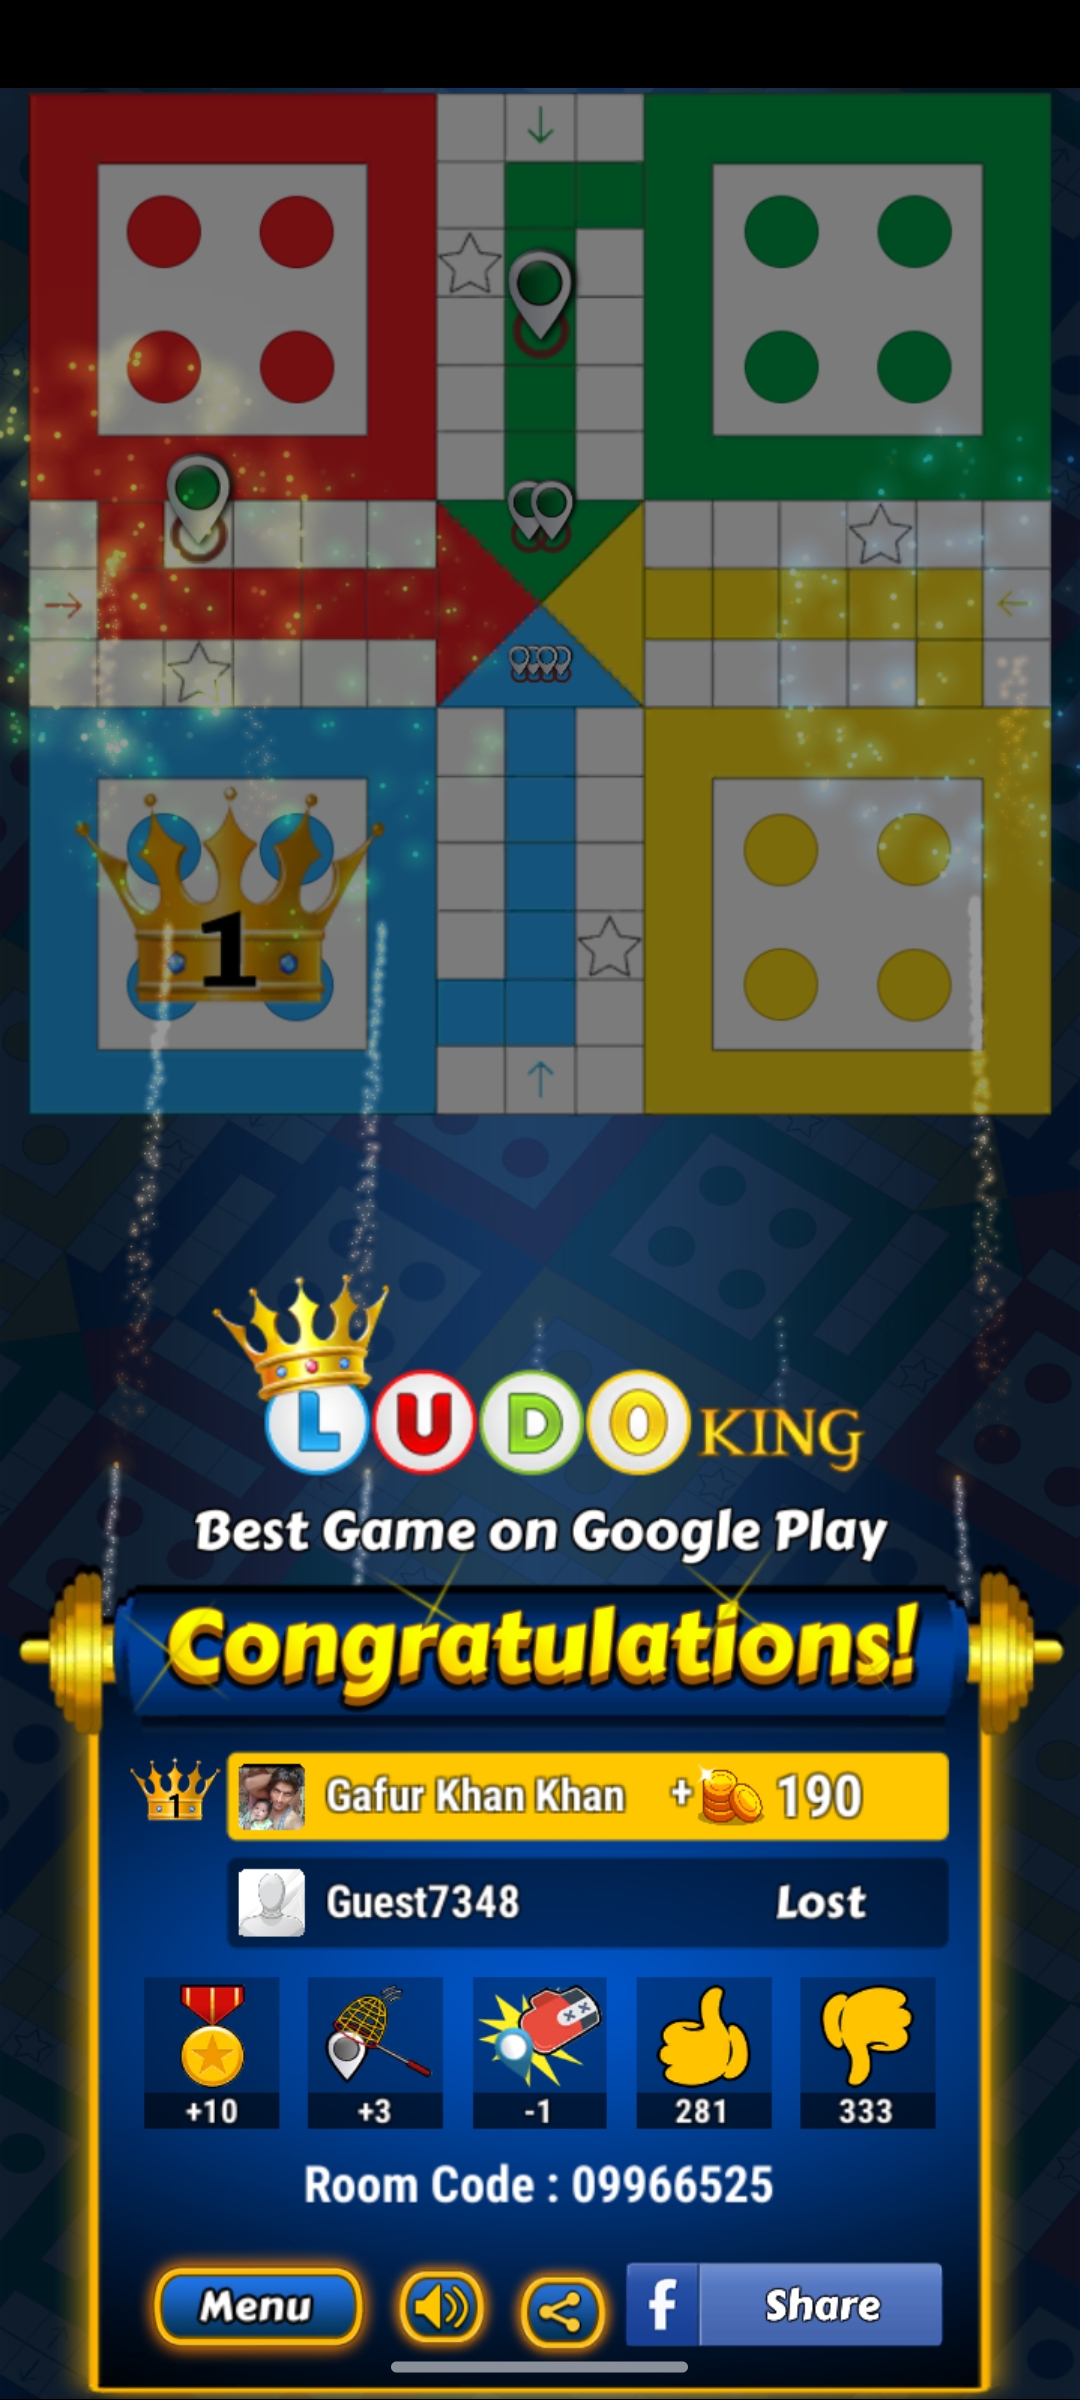 1
LUDO KING
Best Game on Google Play
Congratulations!
1 Gafur Khan Khan + 190
Guest7348 Lost
+10 +3 -1 281 333
Room Code : 09966525
Menu f Share